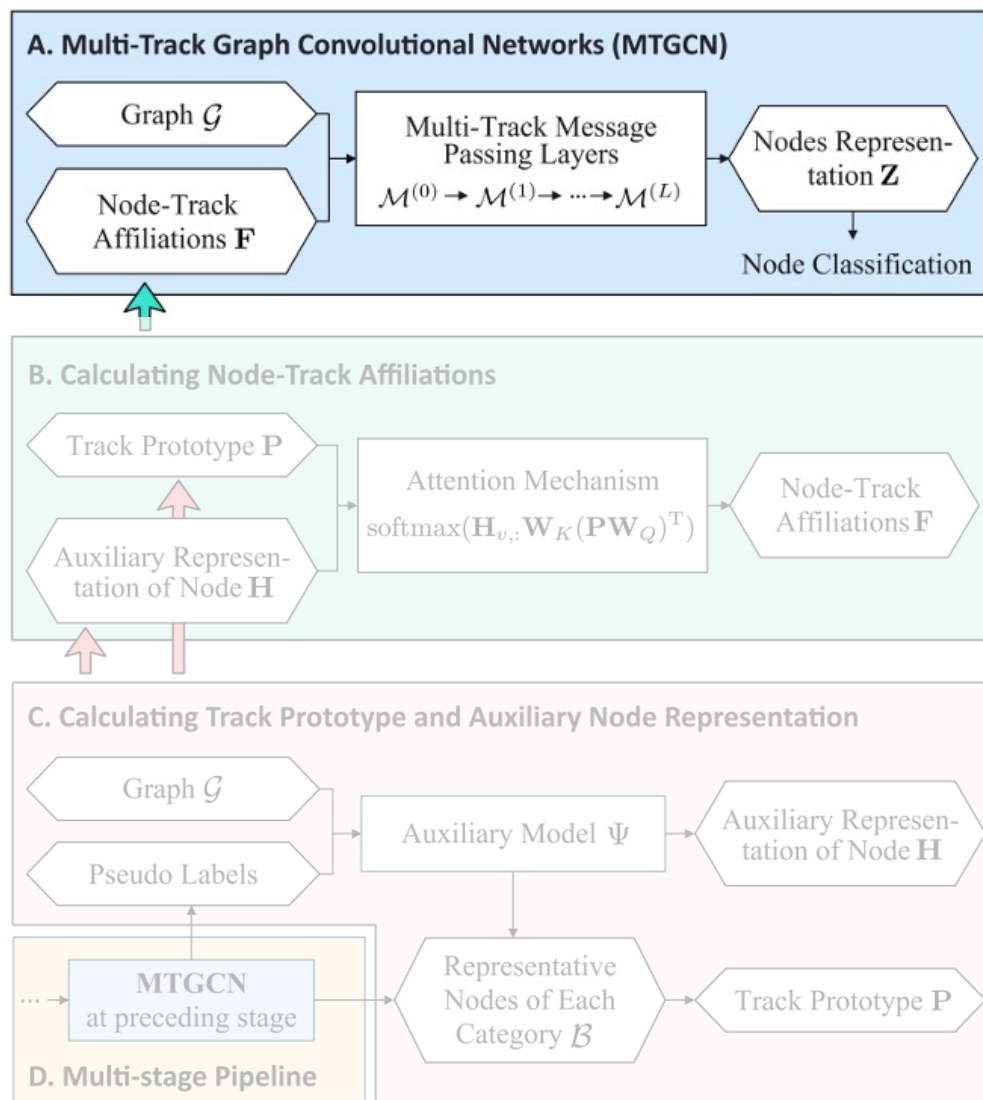 A. Multi-Track Graph Convolutional Networks (MTGCN)
Graph 𝒢
Node-Track
Affiliations F
Multi-Track Message
Passing Layers
ℳ⁽⁰⁾ → ℳ⁽¹⁾ → ... → ℳ⁽ᴸ⁾
Nodes Represen-
tation Z
Node Classification
B. Calculating Node-Track Affiliations
Track Prototype P
Auxiliary Represen-
tation of Node H
Attention Mechanism
softmax(H_{v,:}W_K(PW_Q)^T)
Node-Track
Affiliations F
C. Calculating Track Prototype and Auxiliary Node Representation
Graph 𝒢
Pseudo Labels
Auxiliary Model Ψ
Auxiliary Represen-
tation of Node H
... MTGCN
at preceding stage
Representative
Nodes of Each
Category ℬ
Track Prototype P
D. Multi-stage Pipeline